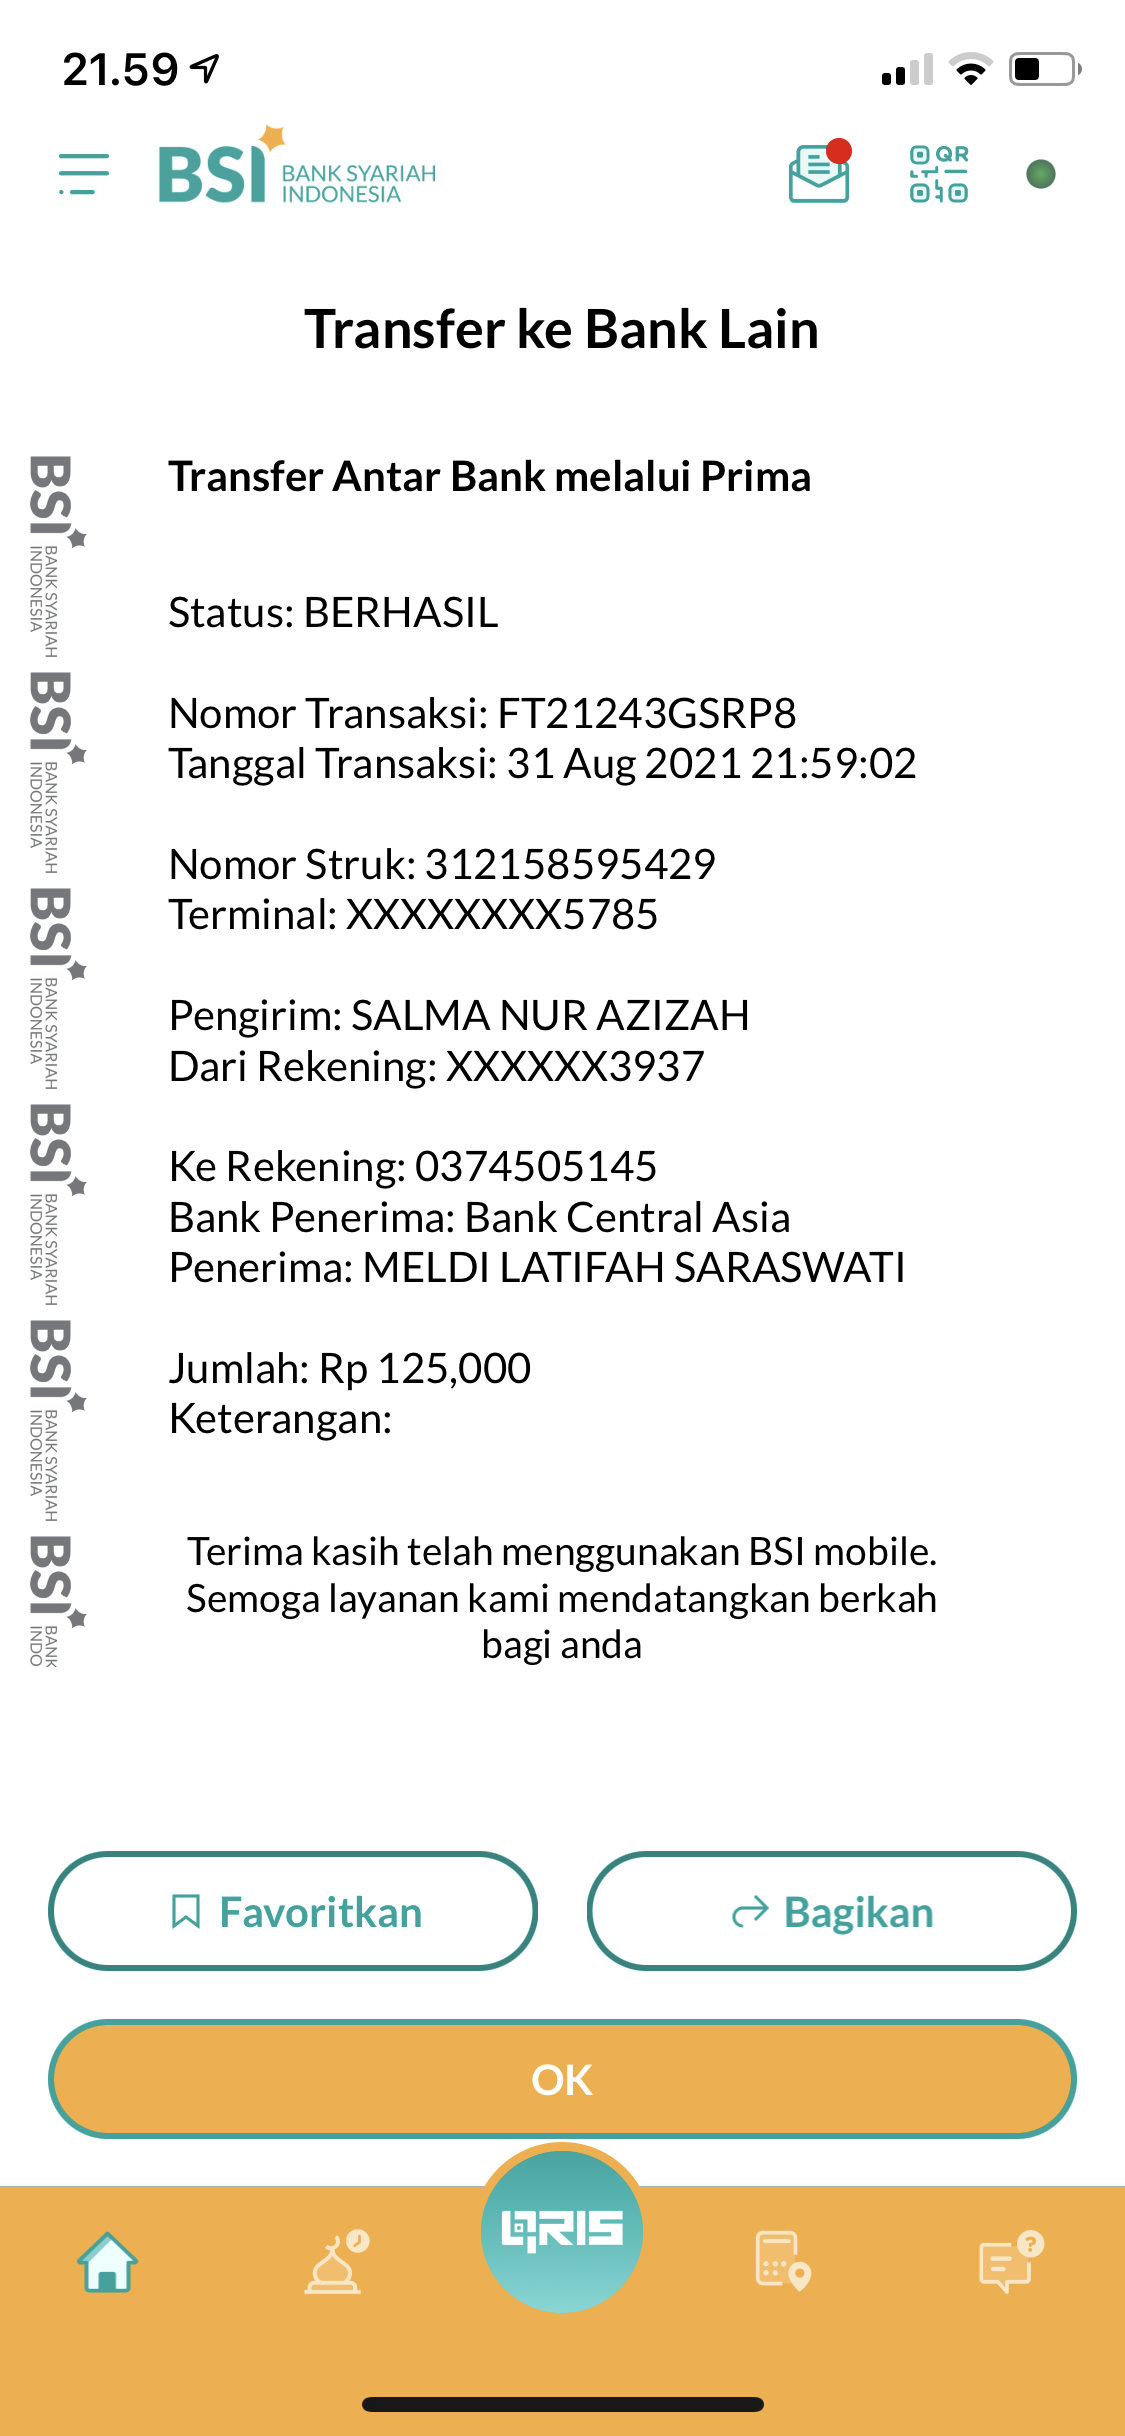 21.59
BSI BANK SYARIAH
INDONESIA
QR
Transfer ke Bank Lain
Transfer Antar Bank melalui Prima
Status: BERHASIL
Nomor Transaksi: FT21243GSRP8
Tanggal Transaksi: 31 Aug 2021 21:59:02
Nomor Struk: 312158595429
Terminal: XXXXXXXX5785
Pengirim: SALMA NUR AZIZAH
Dari Rekening: XXXXXX3937
Ke Rekening: 0374505145
Bank Penerima: Bank Central Asia
Penerima: MELDI LATIFAH SARASWATI
Jumlah: Rp 125,000
Keterangan:
Terima kasih telah menggunakan BSI mobile.
Semoga layanan kami mendatangkan berkah
bagi anda
BSI BANK SYARIAH
INDONESIA
BSI BANK SYARIAH
INDONESIA
BSI BANK SYARIAH
INDONESIA
BSI BANK SYARIAH
INDONESIA
BSI BANK SYARIAH
INDONESIA
BSI BANK
INDO
Favoritkan
Bagikan
OK
QRIS
?